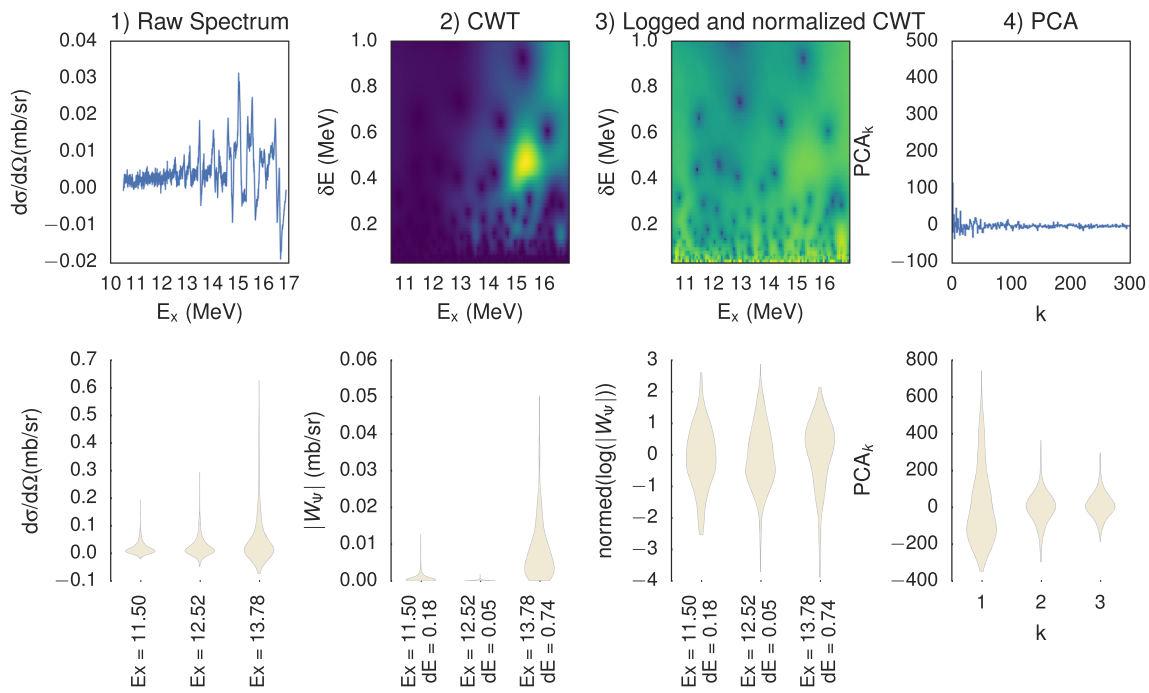 1) Raw Spectrum
2) CWT
3) Logged and normalized CWT
4) PCA
0.04
0.03
0.02
0.01
0.00
−0.01
−0.02
dσ/dΩ(mb/sr)
10 11 12 13 14 15 16 17
Eₓ (MeV)
1.0
0.8
0.6
0.4
0.2
δE (MeV)
11 12 13 14 15 16
Eₓ (MeV)
1.0
0.8
0.6
0.4
0.2
δE (MeV)
11 12 13 14 15 16
Eₓ (MeV)
500
400
300
200
100
0
−100
PCAₖ
0 100 200 300
k
0.7
0.6
0.5
0.4
0.3
0.2
0.1
0.0
−0.1
dσ/dΩ(mb/sr)
Ex = 11.50
Ex = 12.52
Ex = 13.78
0.06
0.05
0.04
0.03
0.02
0.01
0.00
|W_Ψ| (mb/sr)
Ex = 11.50
dE = 0.18
Ex = 12.52
dE = 0.05
Ex = 13.78
dE = 0.74
3
2
1
0
−1
−2
−3
−4
normed(log(|W_Ψ|))
Ex = 11.50
dE = 0.18
Ex = 12.52
dE = 0.05
Ex = 13.78
dE = 0.74
800
600
400
200
0
−200
−400
PCAₖ
1 2 3
k